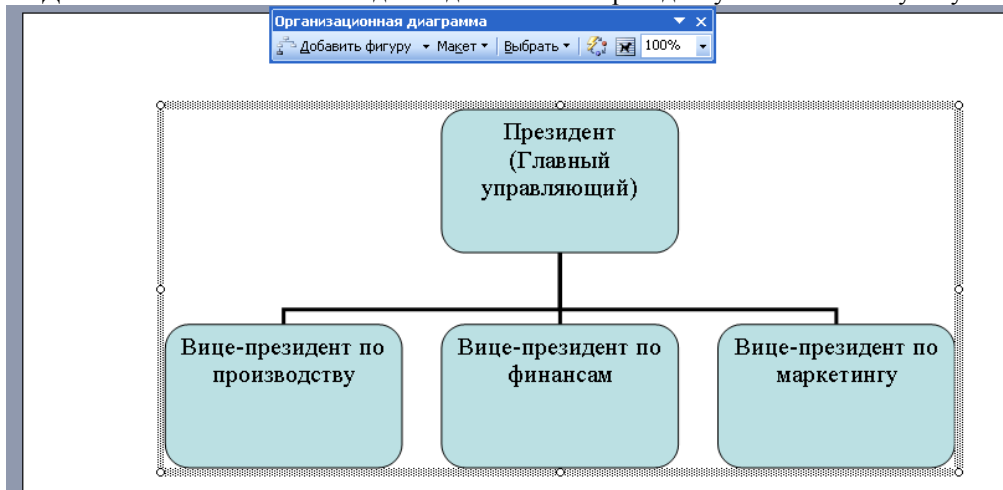 Организационная диаграмма
Добавить фигуру Макет Выбрать 100%
Президент
(Главный
управляющий)
Вице-президент по
производству
Вице-президент по
финансам
Вице-президент по
маркетингу